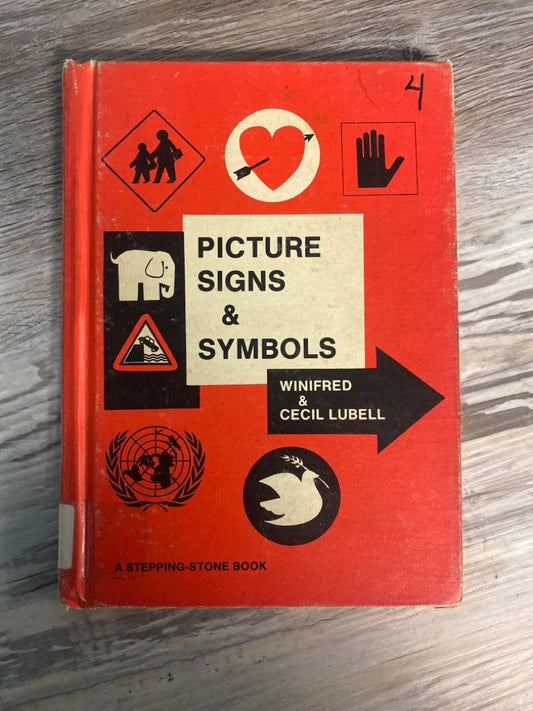 4
PICTURE
SIGNS
&
SYMBOLS
WINIFRED
&
CECIL LUBELL
A STEPPING-STONE BOOK